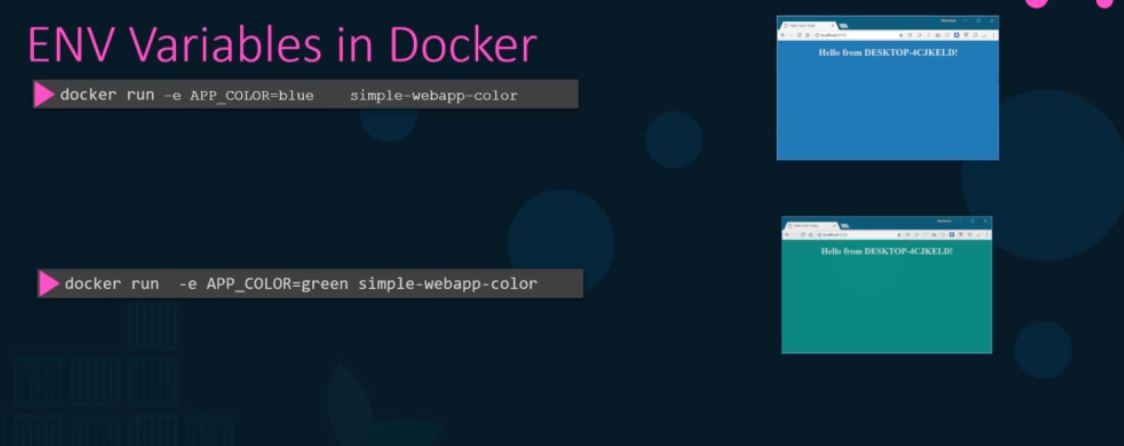 ENV Variables in Docker
docker run -e APP_COLOR=blue simple-webapp-color
Hello from DESKTOP-4CJKELD!
docker run -e APP_COLOR=green simple-webapp-color
Hello from DESKTOP-4CJKELD!